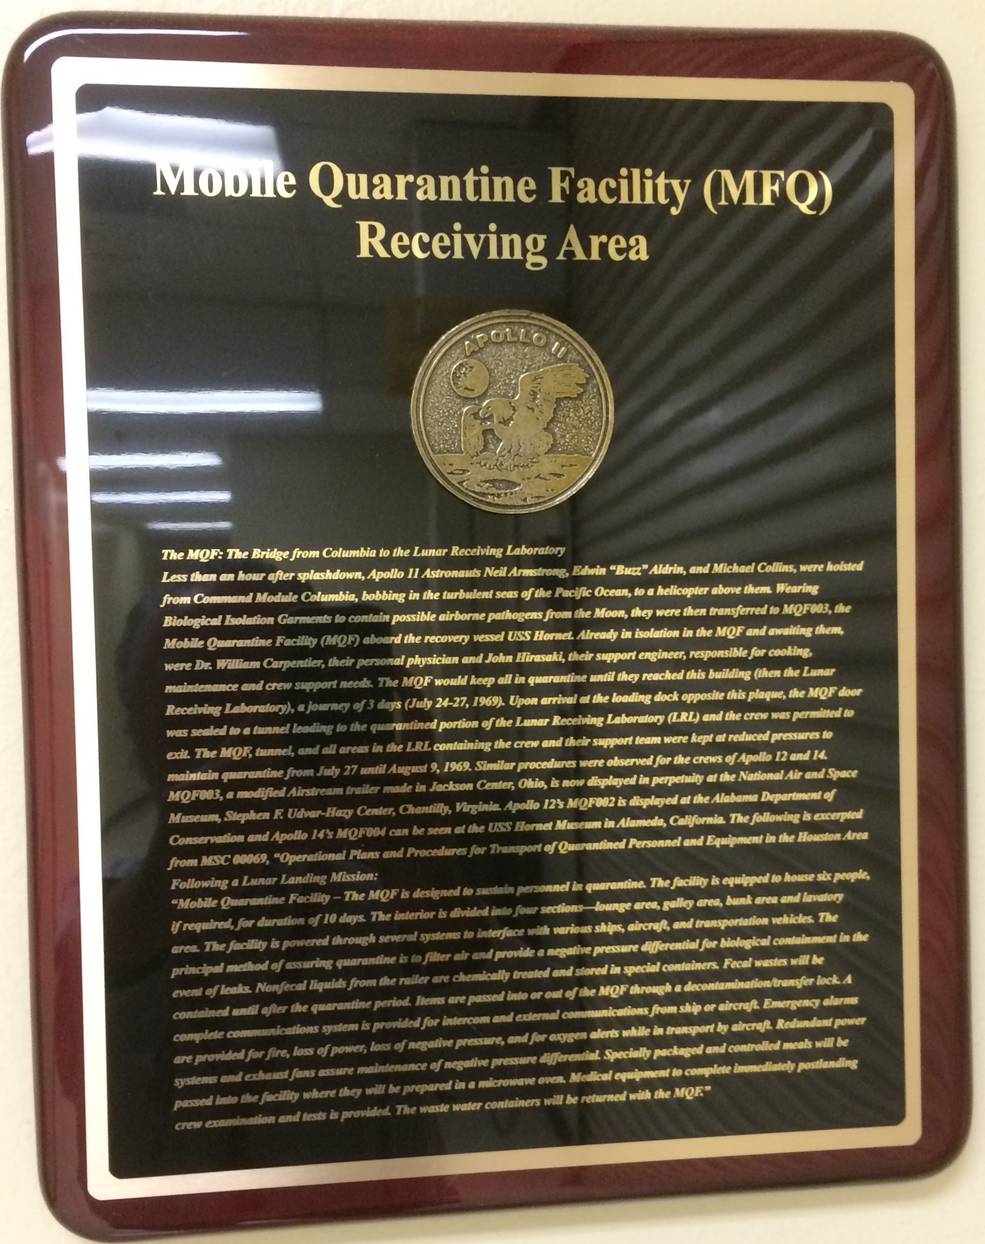 Mobile Quarantine Facility (MFQ)
Receiving Area
APOLLO 11
The MQF: The Bridge from Columbia to the Lunar Receiving Laboratory
Less than an hour after splashdown, Apollo 11 Astronauts Neil Armstrong, Edwin “Buzz” Aldrin, and Michael Collins, were hoisted
from Command Module Columbia, bobbing in the turbulent seas of the Pacific Ocean, to a helicopter above them. Wearing
Biological Isolation Garments to contain possible airborne pathogens from the Moon, they were then transferred to MQF003, the
Mobile Quarantine Facility (MQF) aboard the recovery vessel USS Hornet. Already in isolation in the MQF and awaiting them,
were Dr. William Carpentier, their personal physician and John Hirasaki, their support engineer, responsible for cooking,
maintenance and crew support needs. The MQF would keep all in quarantine until they reached this building (then the Lunar
Receiving Laboratory), a journey of 3 days (July 24-27, 1969). Upon arrival at the loading dock opposite this plaque, the MQF door
was sealed to a tunnel leading to the quarantined portion of the Lunar Receiving Laboratory (LRL) and the crew was permitted to
exit. The MQF, tunnel, and all areas in the LRL containing the crew and their support team were kept at reduced pressures to
maintain quarantine from July 27 until August 9, 1969. Similar procedures were observed for the crews of Apollo 12 and 14.
MQF003, a modified Airstream trailer made in Jackson Center, Ohio, is now displayed in perpetuity at the National Air and Space
Museum, Stephen F. Udvar-Hazy Center, Chantilly, Virginia. Apollo 12’s MQF002 is displayed at the Alabama Department of
Conservation and Apollo 14’s MQF004 can be seen at the USS Hornet Museum in Alameda, California. The following is excerpted
from MSC 00069, “Operational Plans and Procedures for Transport of Quarantined Personnel and Equipment in the Houston Area
Following a Lunar Landing Mission:
“Mobile Quarantine Facility – The MQF is designed to sustain personnel in quarantine. The facility is equipped to house six people,
if required, for duration of 10 days. The interior is divided into four sections—lounge area, galley area, bunk area and lavatory
area. The facility is powered through several systems to interface with various ships, aircraft, and transportation vehicles. The
principal method of assuring quarantine is to filter air and provide a negative pressure differential for biological containment in the
event of leaks. Nonfecal liquids from the railer are chemically treated and stored in special containers. Fecal wastes will be
contained until after the quarantine period. Items are passed into or out of the MQF through a decontamination/transfer lock. A
complete communications system is provided for intercom and external communications from ship or aircraft. Emergency alarms
are provided for fire, loss of power, loss of negative pressure, and for oxygen alerts while in transport by aircraft. Redundant power
systems and exhaust fans assure maintenance of negative pressure differential. Specially packaged and controlled meals will be
passed into the facility where they will be prepared in a microwave oven. Medical equipment to complete immediately postlanding
crew examination and tests is provided. The waste water containers will be returned with the MQF.”